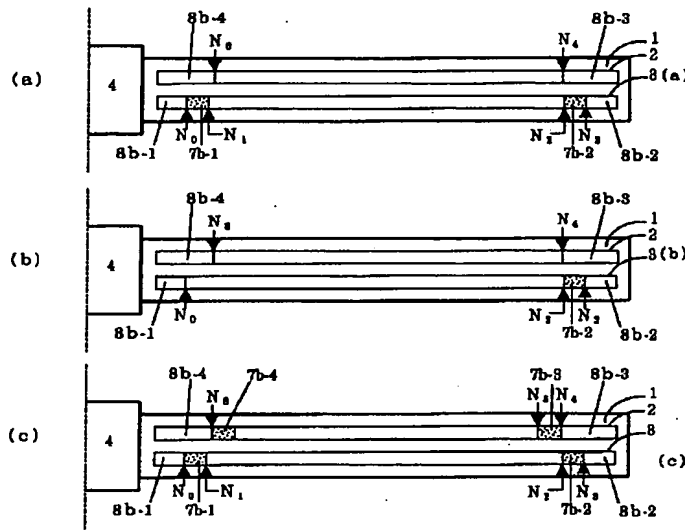 8b-4 8b-3
N₆ N₄ 1
2
(a) 4 8(a)
N₀ N₁ N₂ N₃
8b-1 7b-1 7b-2 8b-2
8b-4 8b-3
N₆ N₄ 1
2
(b) 4 8(b)
N₀ N₂ N₃
8b-1 7b-2 8b-2
8b-4 7b-4 7b-3 8b-3
N₆ N₅ N₄ 1
2
(c) 4 8
(c)
N₀ N₁ N₂ N₃
8b-1 7b-1 7b-2 8b-2